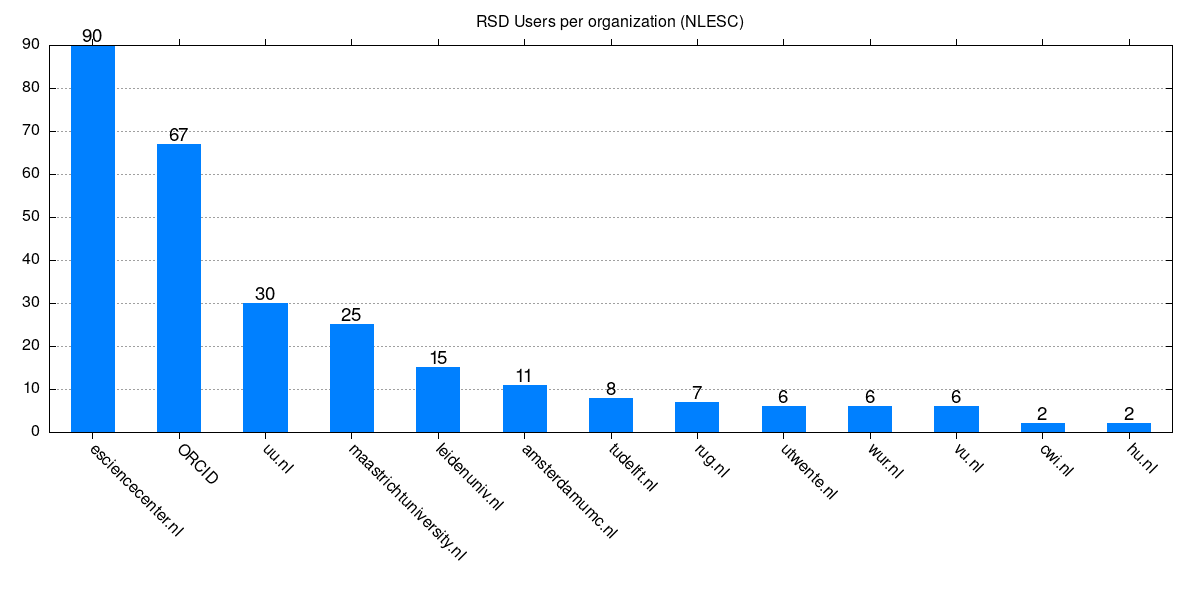 RSD Users per organization (NLESC)
90
80
70
60
50
40
30
20
10
0
90
67
30
25
15
11
8
7
6
6
6
2
2
esciencecenter.nl
ORCID
uu.nl
maastrichtuniversity.nl
leidenuniv.nl
amsterdamumc.nl
tudelft.nl
rug.nl
utwente.nl
wur.nl
vu.nl
cwi.nl
hu.nl